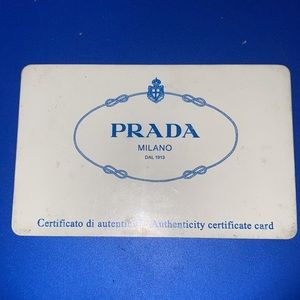 PRADA
MILANO
DAL 1913
Certificato di Authenticity certificate card